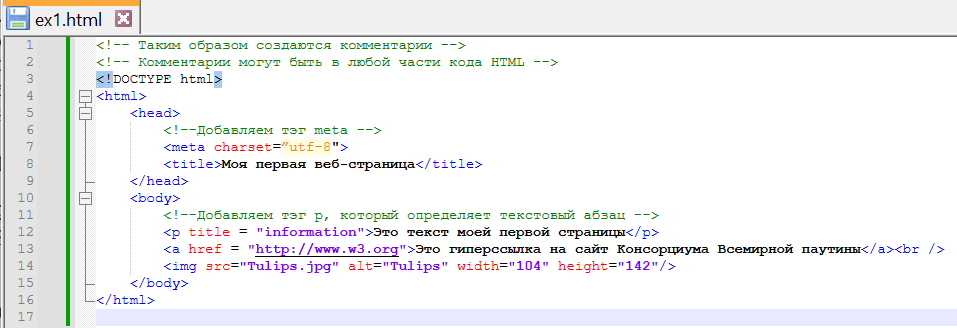 ex1.html
1 <!-- Таким образом создаются комментарии -->
2 <!-- Комментарии могут быть в любой части кода HTML -->
3 <!DOCTYPE html>
4 <html>
5 <head>
6 <!--Добавляем тэг meta -->
7 <meta charset=”utf-8">
8 <title>Моя первая веб-страница</title>
9 </head>
10 <body>
11 <!--Добавляем тэг p, который определяет текстовый абзац -->
12 <p title = "information">Это текст моей первой страницы</p>
13 <a href = "http://www.w3.org">Это гиперссылка на сайт Консорциума Всемирной паутины</a><br />
14 <img src="Tulips.jpg" alt="Tulips" width="104" height="142"/>
15 </body>
16 </html>
17